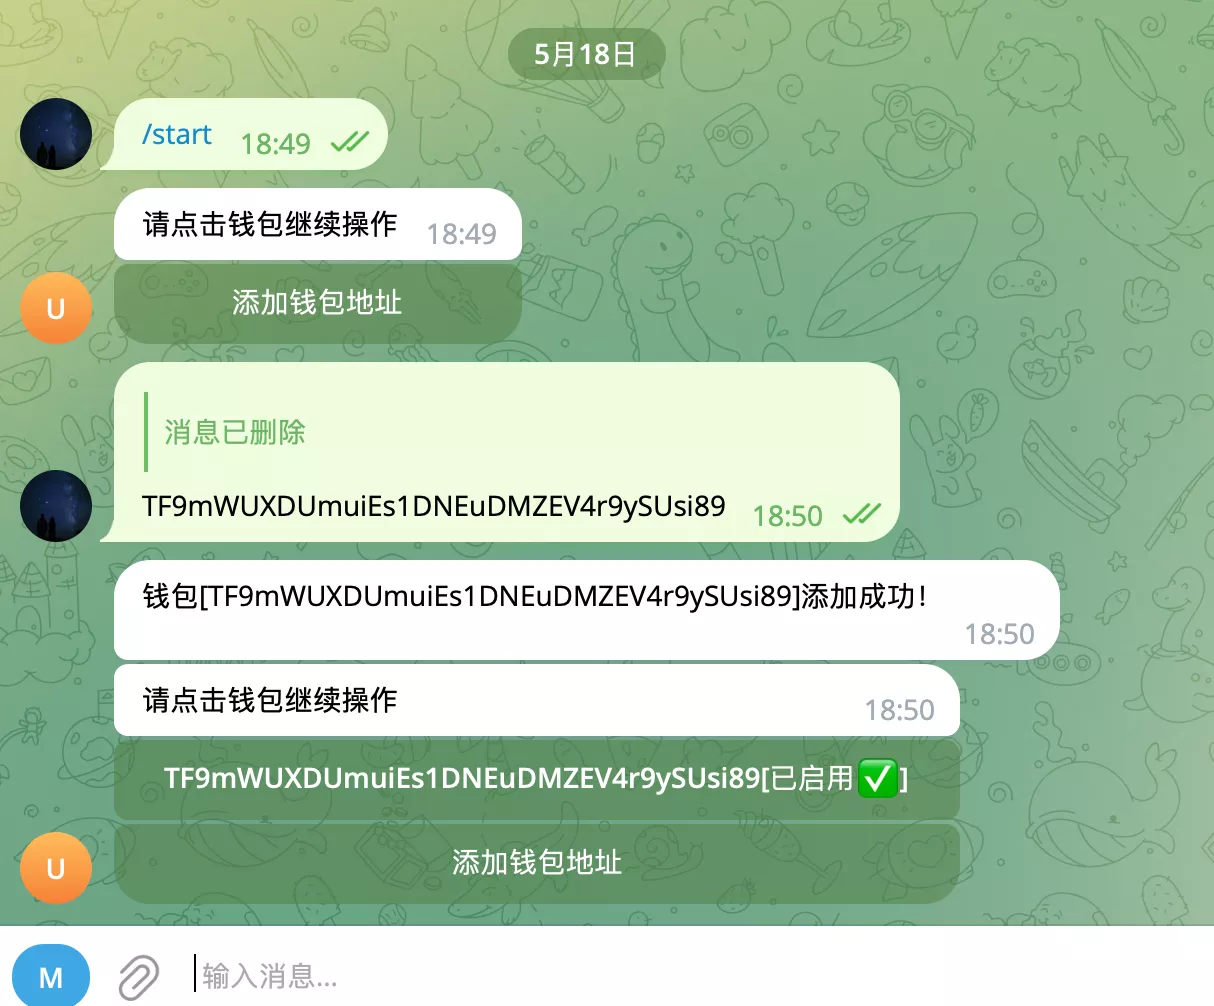 5月18日
/start 18:49
请点击钱包继续操作 18:49
添加钱包地址
U
消息已删除
TF9mWUXDUmuiEs1DNEuDMZEV4r9ySUsi89 18:50
钱包[TF9mWUXDUmuiEs1DNEuDMZEV4r9ySUsi89]添加成功!
18:50
请点击钱包继续操作 18:50
TF9mWUXDUmuiEs1DNEuDMZEV4r9ySUsi89[已启用✅]
添加钱包地址
U
M 输入消息...